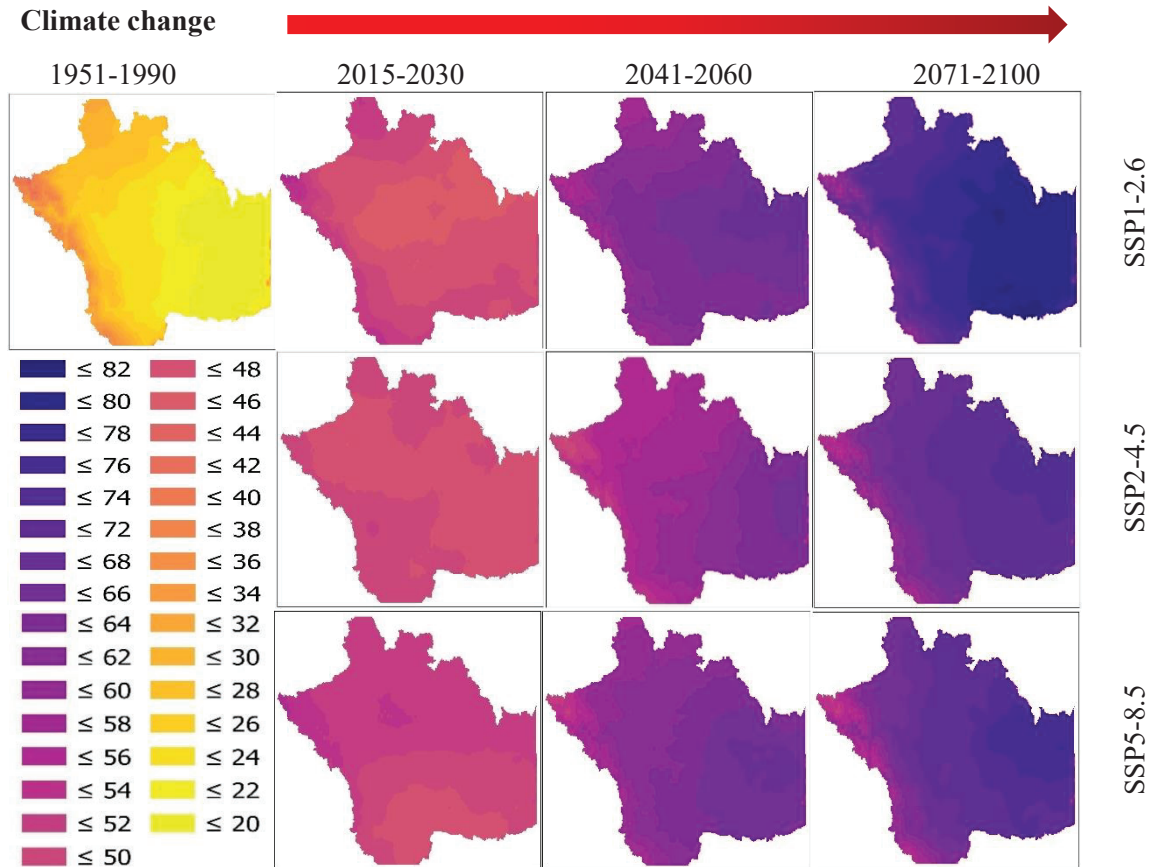 Climate change
1951-1990 2015-2030 2041-2060 2071-2100
SSP1-2.6
≤ 82 ≤ 48
≤ 80 ≤ 46
≤ 78 ≤ 44
≤ 76 ≤ 42
≤ 74 ≤ 40
≤ 72 ≤ 38
≤ 68 ≤ 36
≤ 66 ≤ 34
≤ 64 ≤ 32
≤ 62 ≤ 30
≤ 60 ≤ 28
≤ 58 ≤ 26
≤ 56 ≤ 24
≤ 54 ≤ 22
≤ 52 ≤ 20
≤ 50
SSP2-4.5
SSP5-8.5